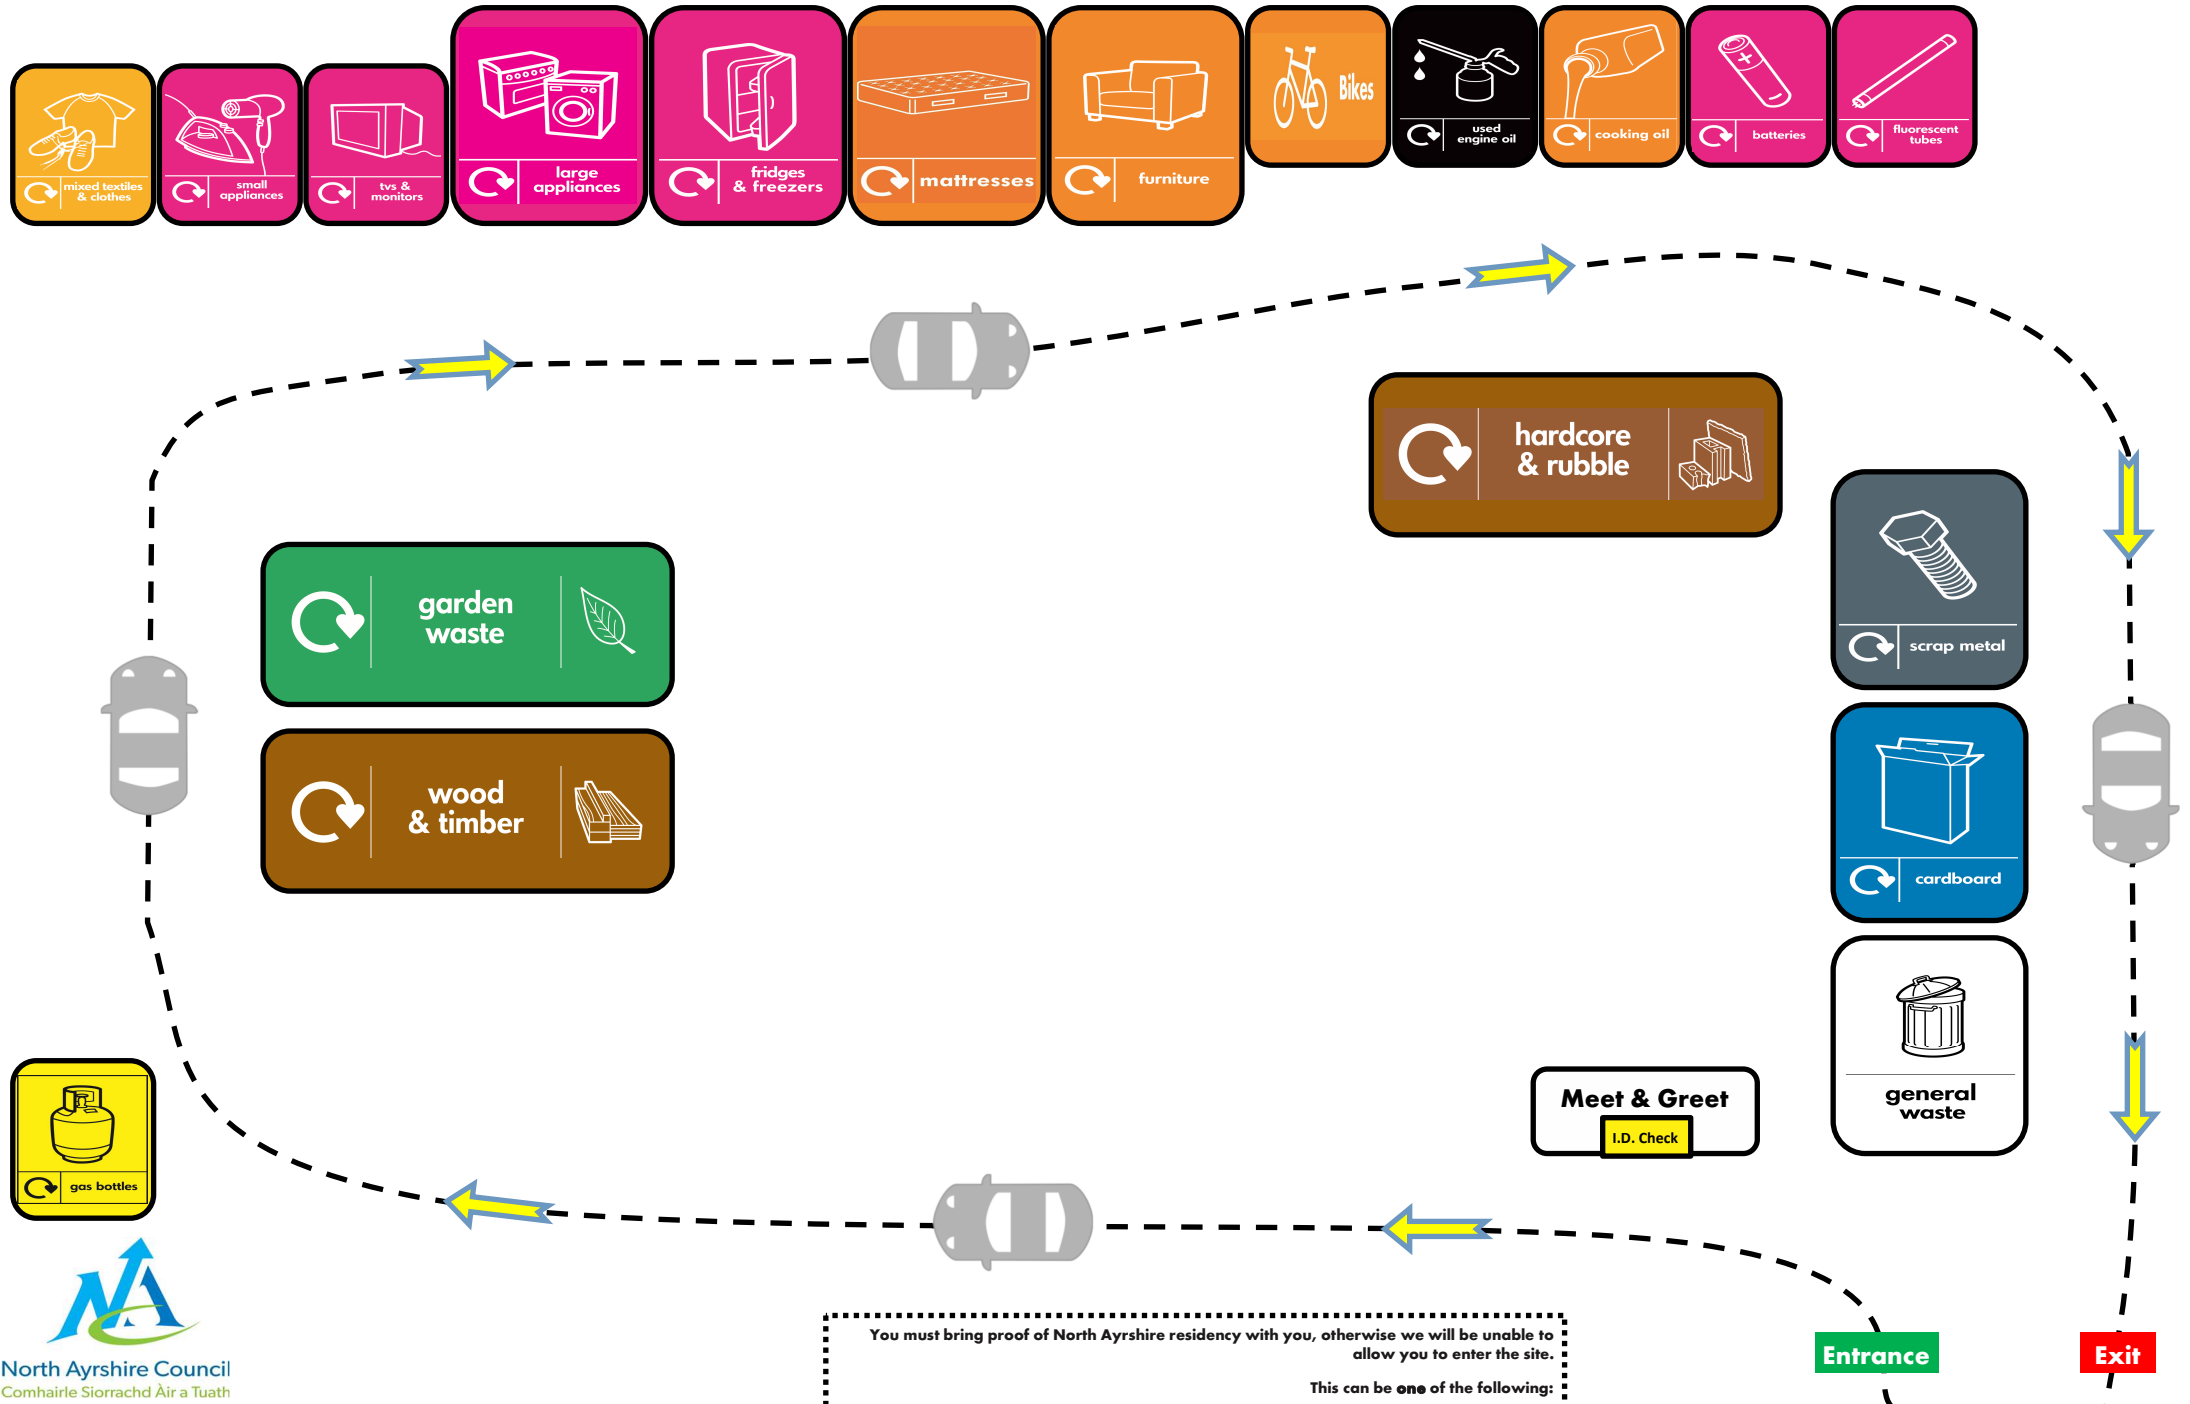 mixed textiles
& clothes
small
appliances
tvs &
monitors
large
appliances
fridges
& freezers
mattresses
furniture
Bikes
used
engine oil
cooking oil
batteries
fluorescent
tubes
hardcore
& rubble
garden
waste
scrap metal
wood
& timber
cardboard
general
waste
Meet & Greet
I.D. Check
gas bottles
North Ayrshire Council
Comhairle Siorrachd Àir a Tuath
You must bring proof of North Ayrshire residency with you, otherwise we will be unable to
allow you to enter the site.
This can be one of the following:
Entrance
Exit